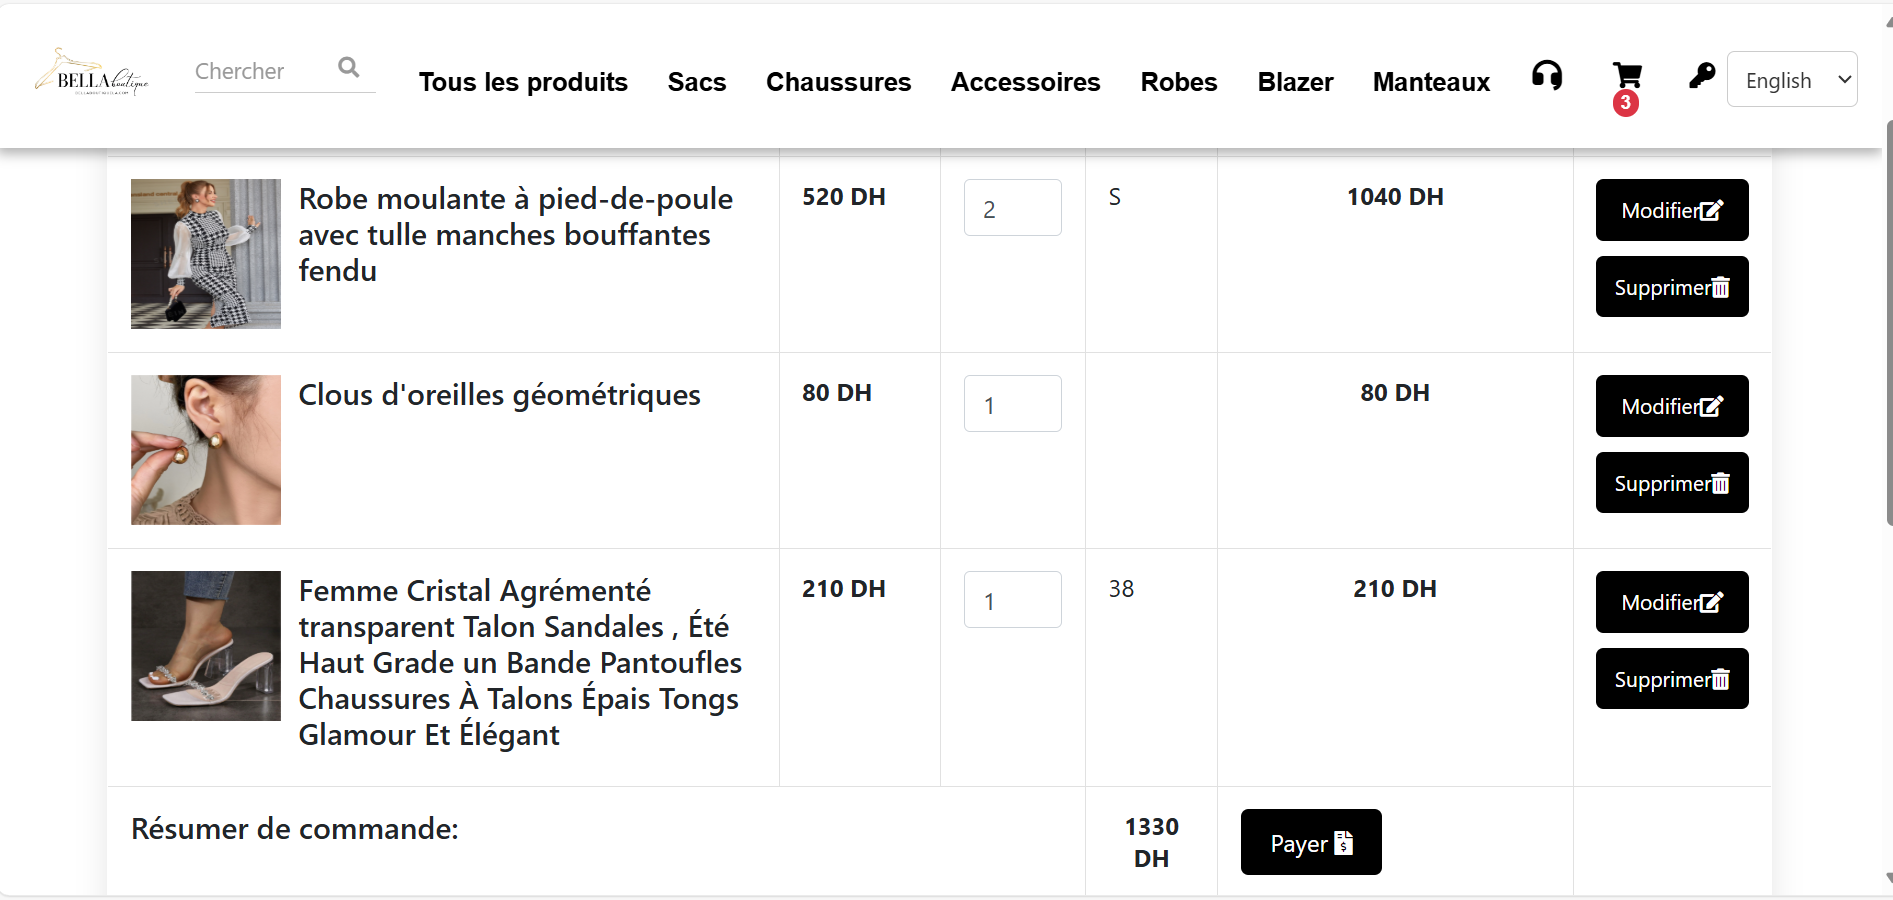 BELLA boutique
Chercher
Tous les produits
Sacs
Chaussures
Accessoires
Robes
Blazer
Manteaux
3
English
Robe moulante à pied-de-poule
avec tulle manches bouffantes
fendu
520 DH
2
S
1040 DH
Modifier
Supprimer
Clous d'oreilles géométriques
80 DH
1
80 DH
Modifier
Supprimer
Femme Cristal Agrémenté
transparent Talon Sandales , Été
Haut Grade un Bande Pantoufles
Chaussures À Talons Épais Tongs
Glamour Et Élégant
210 DH
1
38
210 DH
Modifier
Supprimer
Résumer de commande:
1330
DH
Payer